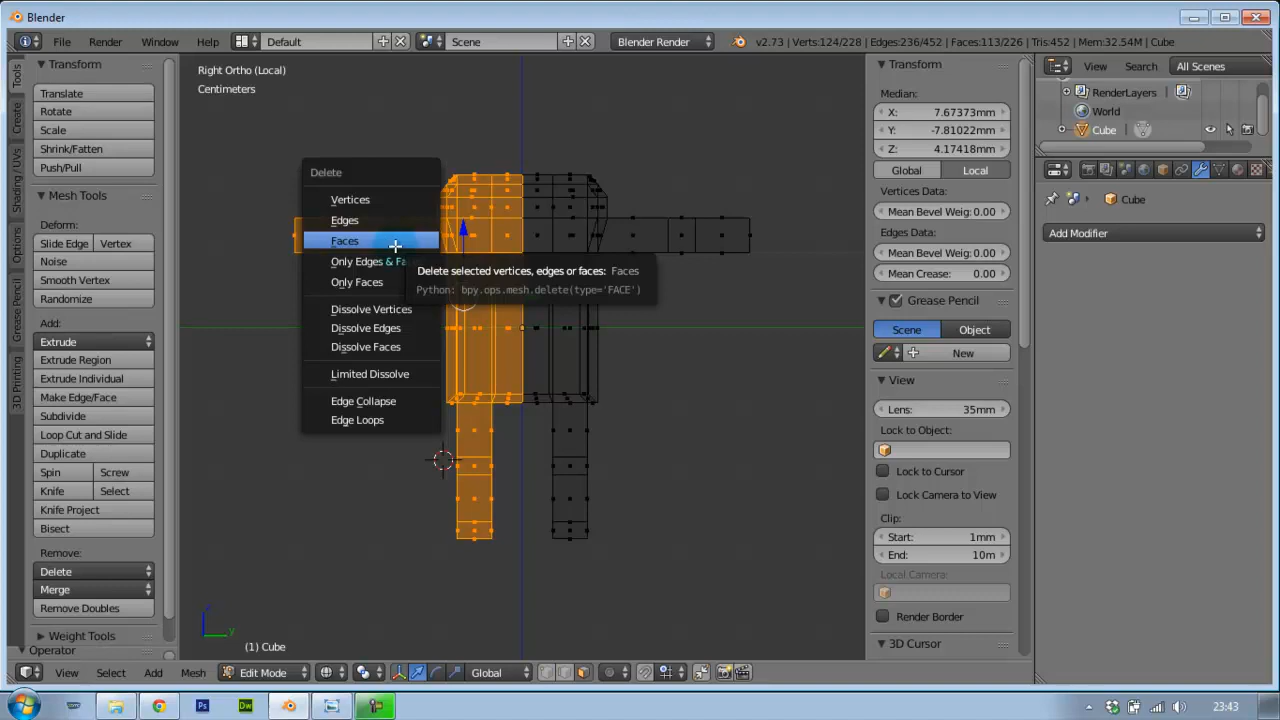 Blender
File
Render
Window
Help
Default
Scene
Blender Render
v2.73 | Verts:124/228 | Edges:236/452 | Faces:113/226 | Tris:452 | Mem:32.54M | Cube
Tools
Create
Shading / UVs
Options
Grease Pencil
3D Printing
Transform
Translate
Rotate
Scale
Shrink/Fatten
Push/Pull
Mesh Tools
Deform:
Slide Edge
Vertex
Noise
Smooth Vertex
Randomize
Add:
Extrude
Extrude Region
Extrude Individual
Make Edge/Face
Subdivide
Loop Cut and Slide
Duplicate
Spin
Screw
Knife
Select
Knife Project
Bisect
Remove:
Delete
Merge
Remove Doubles
Weight Tools
Operator
Right Ortho (Local)
Centimeters
Delete
Vertices
Edges
Faces
Only Edges & Fa
Only Faces
Dissolve Vertices
Dissolve Edges
Dissolve Faces
Limited Dissolve
Edge Collapse
Edge Loops
Delete selected vertices, edges or faces: Faces
Python: bpy.ops.mesh.delete(type='FACE')
z
y
(1) Cube
View
Select
Add
Mesh
Edit Mode
Global
Transform
Median:
X: 7.67373mm
Y: -7.81022mm
Z: 4.17418mm
Global
Local
Vertices Data:
Mean Bevel Weig: 0.00
Edges Data:
Mean Bevel Weig: 0.00
Mean Crease: 0.00
Grease Pencil
Scene
Object
New
View
Lens: 35mm
Lock to Object:
Lock to Cursor
Lock Camera to View
Clip:
Start: 1mm
End: 10m
Local Camera:
Render Border
3D Cursor
View
Search
All Scenes
RenderLayers
World
Cube
Cube
Add Modifier
Ps
Dw
23:43